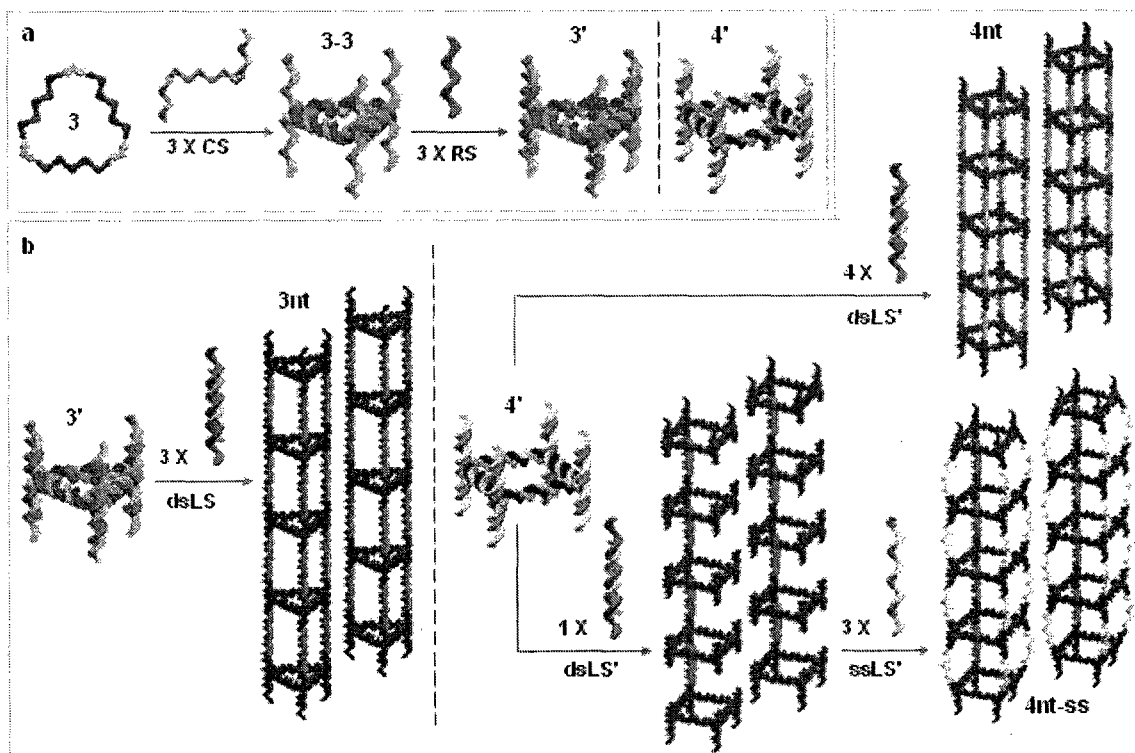 a
3
3 X CS
3-3
3 X RS
3'
4'
4nt
4 X
dsLS'
b
3'
3 X
dsLS
3nt
4'
1 X
dsLS'
3 X
ssLS'
4nt-ss